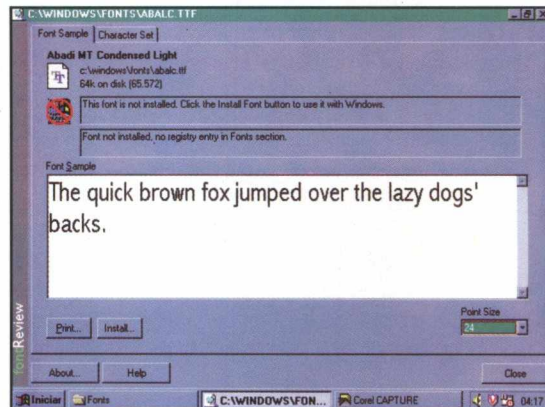 C:\WINDOWS\FONTS\ABALC.TTF
Font Sample Character Set
Abadi MT Condensed Light
c:\windows\fonts\abalc.ttf
64k on disk (65.572)
This font is not installed. Click the Install Font button to use it with Windows.
Font not installed, no registry entry in Fonts section.
Font Sample
The quick brown fox jumped over the lazy dogs'
backs.
Point Size
Print... Install... 24
fontReview
About... Help Close
Iniciar Fonts C:\WINDOWS\FON... Corel CAPTURE 04:17